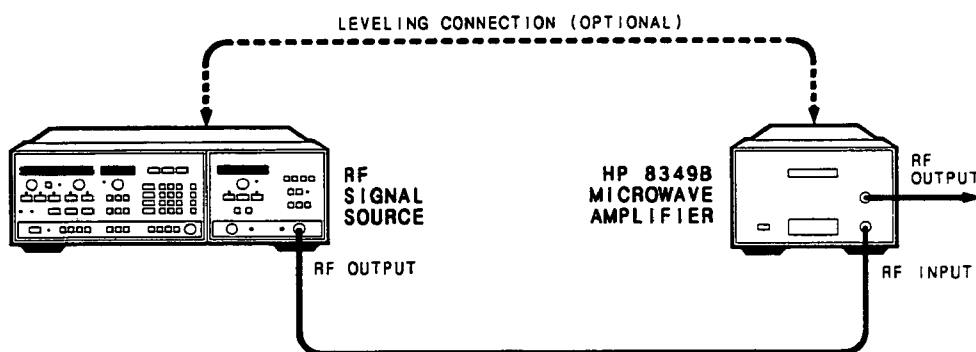 LEVELING CONNECTION (OPTIONAL)
RF
SIGNAL
SOURCE
HP 8349B
MICROWAVE
AMPLIFIER
RF
OUTPUT
RF OUTPUT
RF INPUT